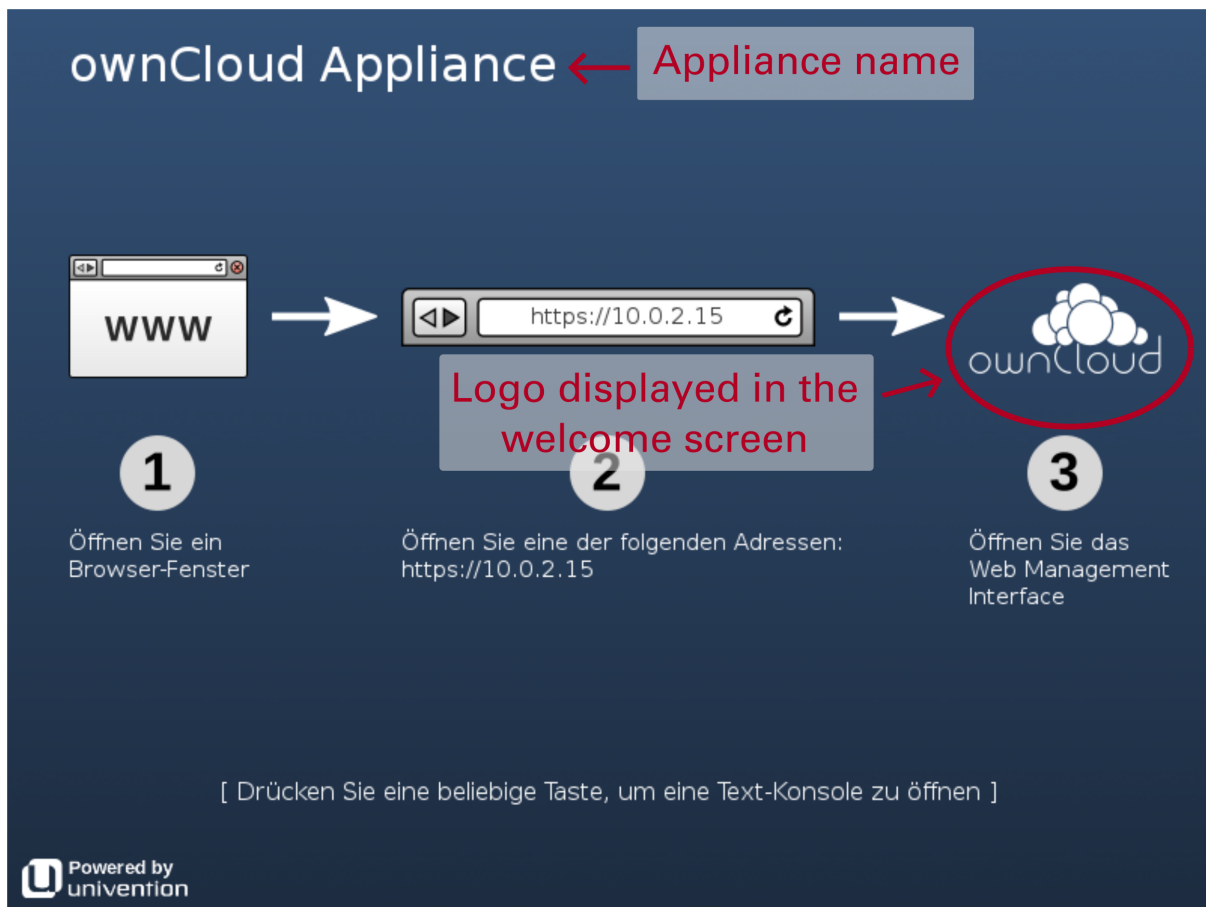 ownCloud Appliance
Appliance name
www
https://10.0.2.15
ownCloud
Logo displayed in the
welcome screen
1
2
3
Öffnen Sie ein
Browser-Fenster
Öffnen Sie eine der folgenden Adressen:
https://10.0.2.15
Öffnen Sie das
Web Management
Interface
[ Drücken Sie eine beliebige Taste, um eine Text-Konsole zu öffnen ]
Powered by
univention